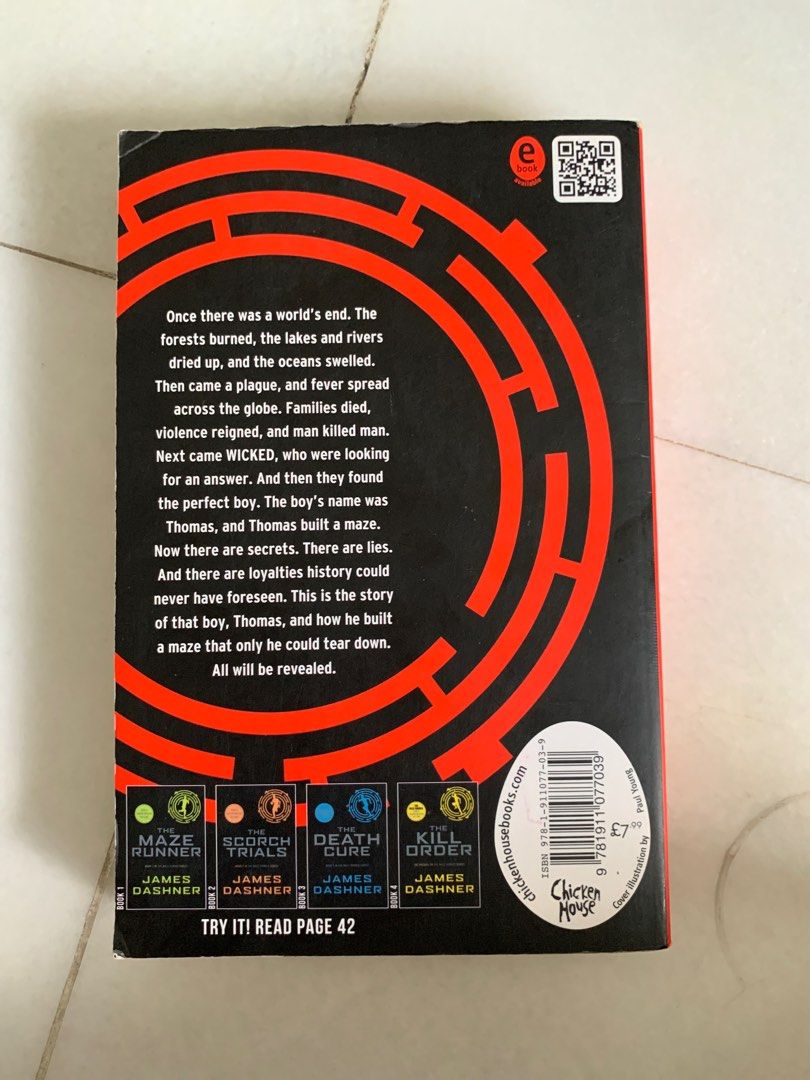 e
book
available
Once there was a world's end. The
forests burned, the lakes and rivers
dried up, and the oceans swelled.
Then came a plague, and fever spread
across the globe. Families died,
violence reigned, and man killed man.
Next came WICKED, who were looking
for an answer. And then they found
the perfect boy. The boy's name was
Thomas, and Thomas built a maze.
Now there are secrets. There are lies.
And there are loyalties history could
never have foreseen. This is the story
of that boy, Thomas, and how he built
a maze that only he could tear down.
All will be revealed.
BOOK 1
THE
MAZE
RUNNER
JAMES
DASHNER
BOOK 2
THE
SCORCH
TRIALS
JAMES
DASHNER
BOOK 3
THE
DEATH
CURE
JAMES
DASHNER
BOOK 4
THE
KILL
ORDER
JAMES
DASHNER
TRY IT! READ PAGE 42
chickenhousebooks.com
ISBN 978-1-911077-03-9
9 781911 077039
£7.99
Chicken
House
Cover illustration by Paul Young